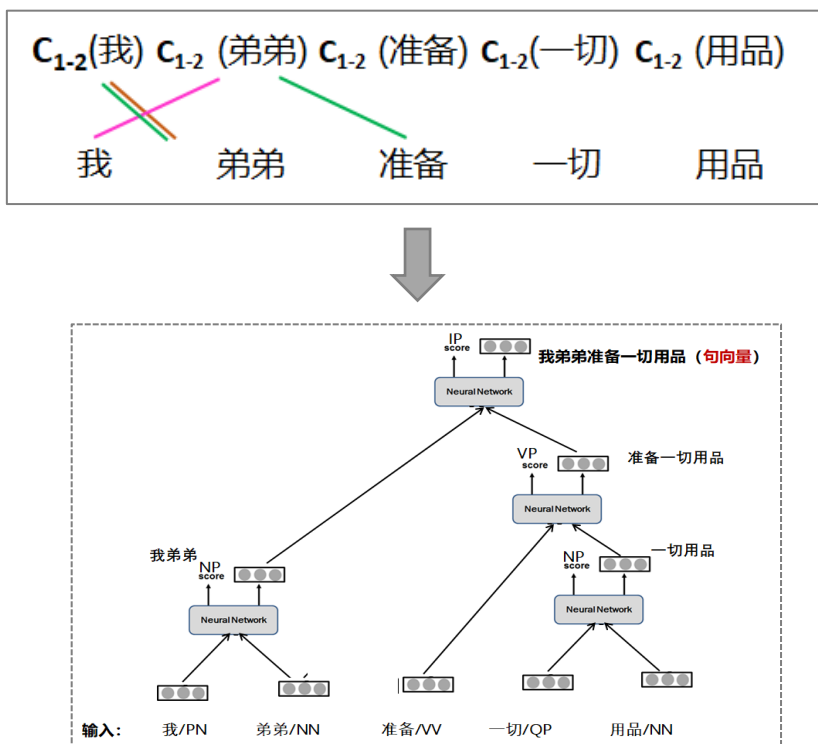 C1-2(我) C1-2 (弟弟) C1-2 (准备) C1-2(一切) C1-2 (用品)
我 弟弟 准备 一切 用品
IP
score
我弟弟准备一切用品（句向量）
Neural Network
VP
score
准备一切用品
Neural Network
我弟弟
NP
score
NP
score
一切用品
Neural Network
Neural Network
输入： 我/PN 弟弟/NN 准备/VV 一切/QP 用品/NN